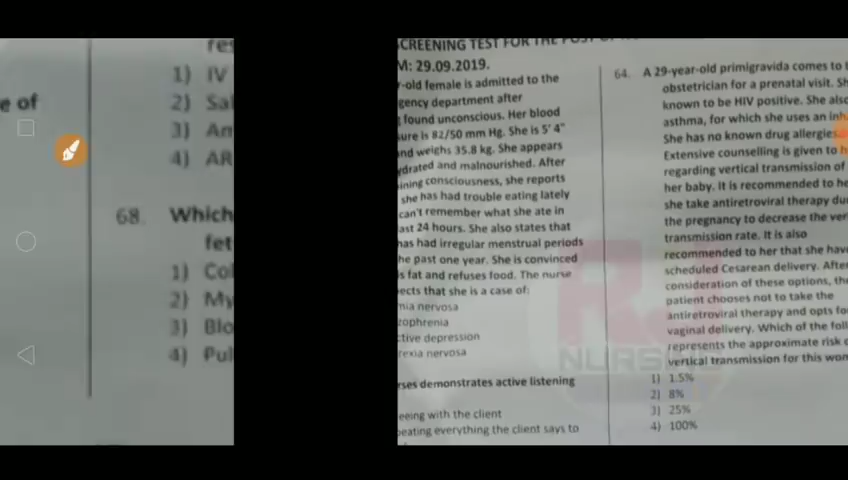 e of
1) IV
2) Sal
3) Am
4) AR
68. Which
fet
1) Col
2) My
3) Blo
4) Pul
SCREENING TEST FOR THE POST OF
M: 29.09.2019.
r-old female is admitted to the
gency department after
found unconscious. Her blood
sure is 82/50 mm Hg. She is 5' 4"
nd weighs 35.8 kg. She appears
ydrated and malnourished. After
ining consciousness, she reports
she has had trouble eating lately
can't remember what she ate in
ast 24 hours. She also states that
has had irregular menstrual periods
he past one year. She is convinced
is fat and refuses food. The nurse
ects that she is a case of:
mia nervosa
zophrenia
ctive depression
rexia nervosa
rses demonstrates active listening
eeing with the client
peating everything the client says to
64. A 29-year-old primigravida comes to
obstetrician for a prenatal visit. Sh
known to be HIV positive. She also
asthma, for which she uses an inh
She has no known drug allergies.
Extensive counselling is given to h
regarding vertical transmission of
her baby. It is recommended to he
she take antiretroviral therapy du
the pregnancy to decrease the ver
transmission rate. It is also
recommended to her that she have
scheduled Cesarean delivery. After
consideration of these options, the
patient chooses not to take the
antiretroviral therapy and opts fo
vaginal delivery. Which of the foll
represents the approximate risk o
vertical transmission for this wom
1) 1.5%
2) 8%
3) 25%
4) 100%